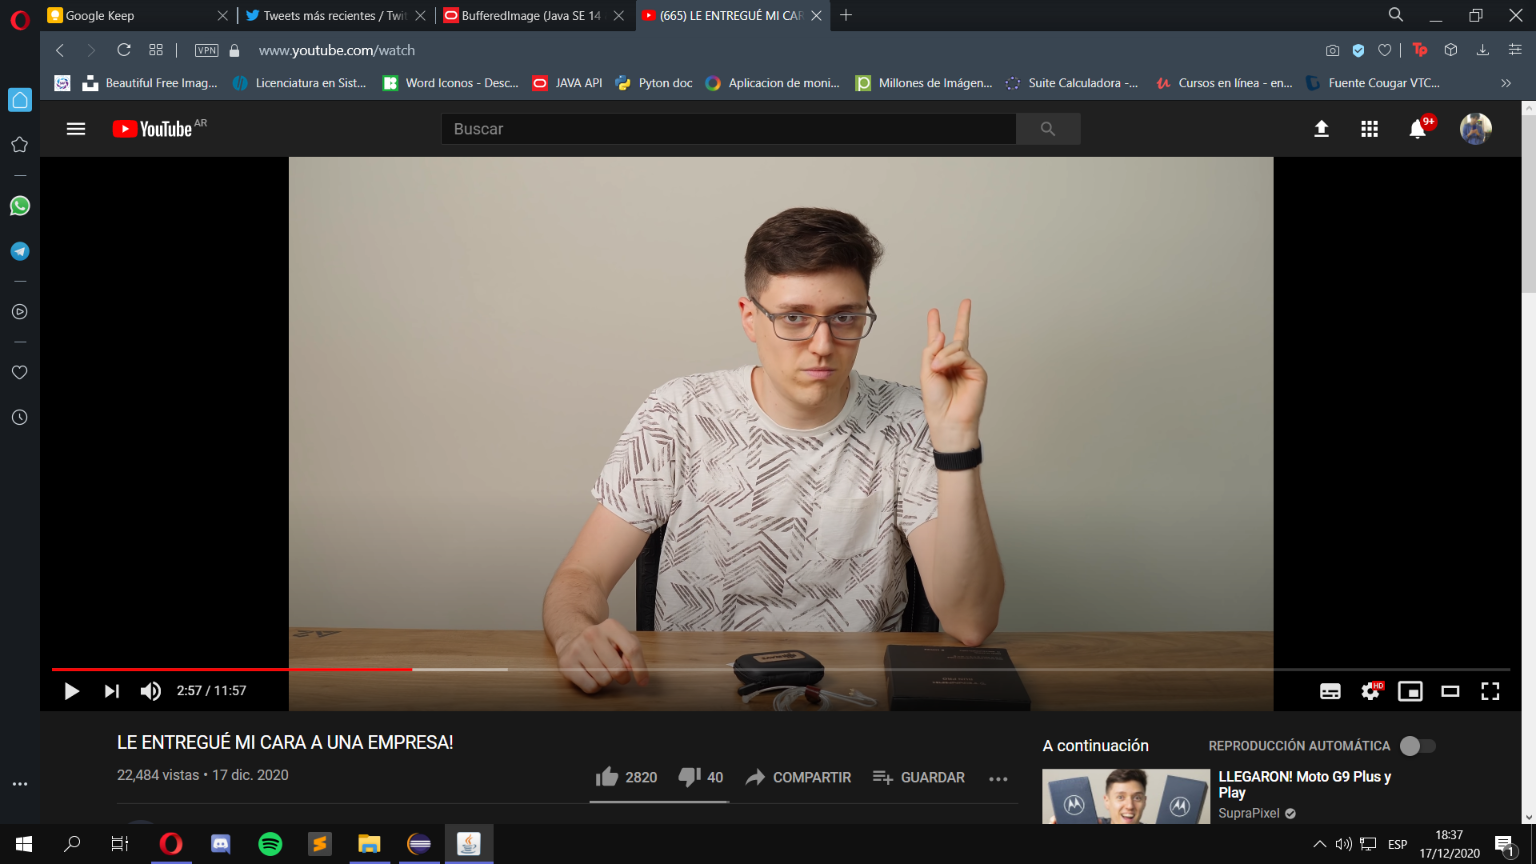 Google Keep
Tweets más recientes / Twit
BufferedImage (Java SE 14
(665) LE ENTREGUÉ MI CAR
VPN
www.youtube.com/watch
Tp
Beautiful Free Imag...
Licenciatura en Sist...
Word Iconos - Desc...
JAVA API
Pyton doc
Aplicacion de moni...
Millones de Imágen...
Suite Calculadora -...
Cursos en línea - en...
Fuente Cougar VTC...
YouTube AR
Buscar
9+
2:57 / 11:57
HD
LE ENTREGUÉ MI CARA A UNA EMPRESA!
22,484 vistas • 17 dic. 2020
2820
40
COMPARTIR
GUARDAR
A continuación
REPRODUCCIÓN AUTOMÁTICA
LLEGARON! Moto G9 Plus y
Play
SupraPixel
ESP
18:37
17/12/2020
1